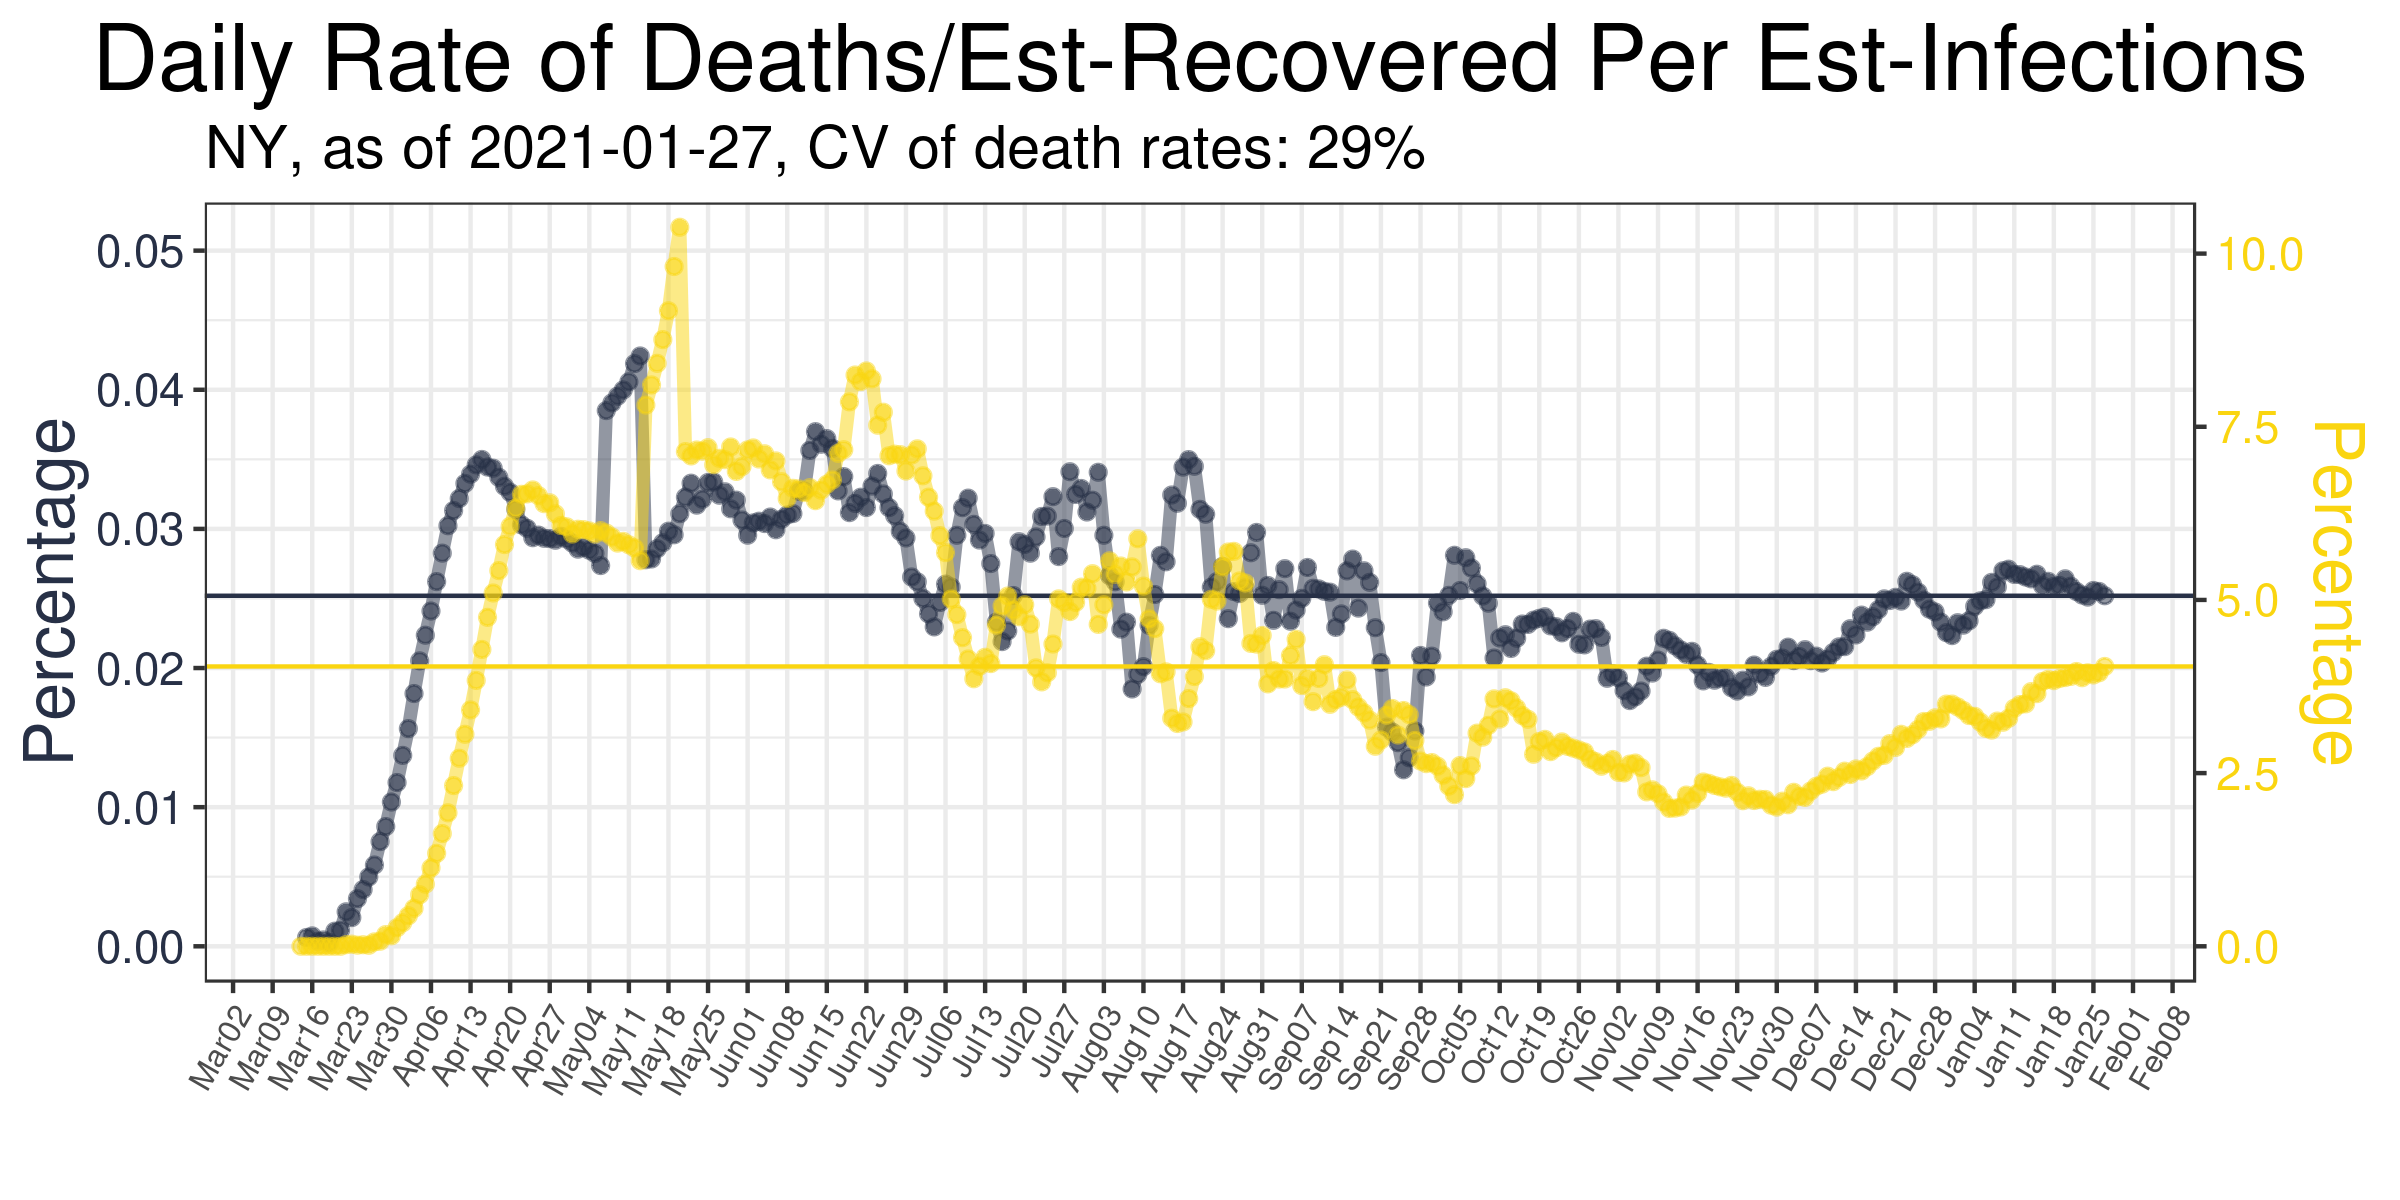 Daily Rate of Deaths/Est-Recovered Per Est-Infections
NY, as of 2021-01-27, CV of death rates: 29%
Percentage
0.05
0.04
0.03
0.02
0.01
0.00
10.0
7.5
5.0
2.5
0.0
Percentage
Mar02
Mar09
Mar16
Mar23
Mar30
Apr06
Apr13
Apr20
Apr27
May04
May11
May18
May25
Jun01
Jun08
Jun15
Jun22
Jun29
Jul06
Jul13
Jul20
Jul27
Aug03
Aug10
Aug17
Aug24
Aug31
Sep07
Sep14
Sep21
Sep28
Oct05
Oct12
Oct19
Oct26
Nov02
Nov09
Nov16
Nov23
Nov30
Dec07
Dec14
Dec21
Dec28
Jan04
Jan11
Jan18
Jan25
Feb01
Feb08